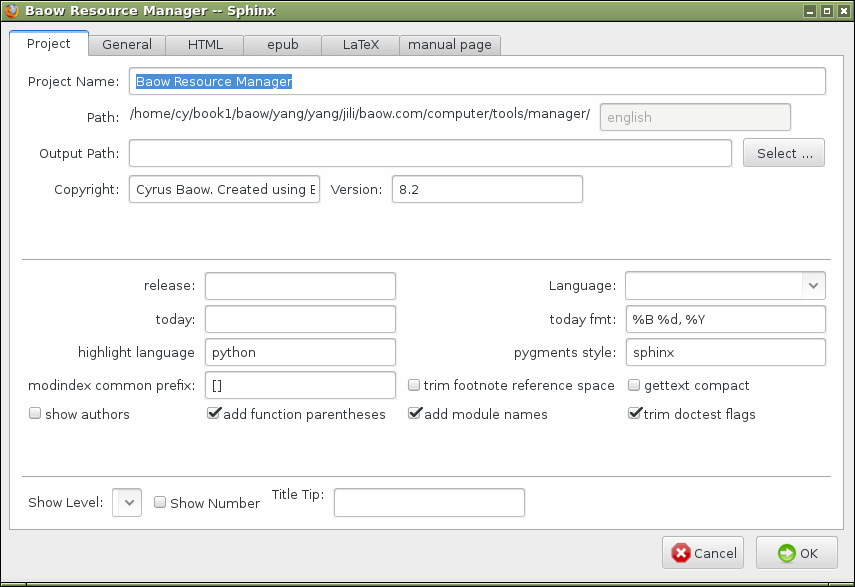 Baow Resource Manager -- Sphinx
Project General HTML epub LaTeX manual page
Project Name: Baow Resource Manager
Path: /home/cy/book1/baow/yang/yang/jili/baow.com/computer/tools/manager/ english
Output Path: Select ...
Copyright: Cyrus Baow. Created using B Version: 8.2
release: Language:
today: today fmt: %B %d, %Y
highlight language python pygments style: sphinx
modindex common prefix: [] trim footnote reference space gettext compact
show authors add function parentheses add module names trim doctest flags
Show Level: Show Number Title Tip:
Cancel OK